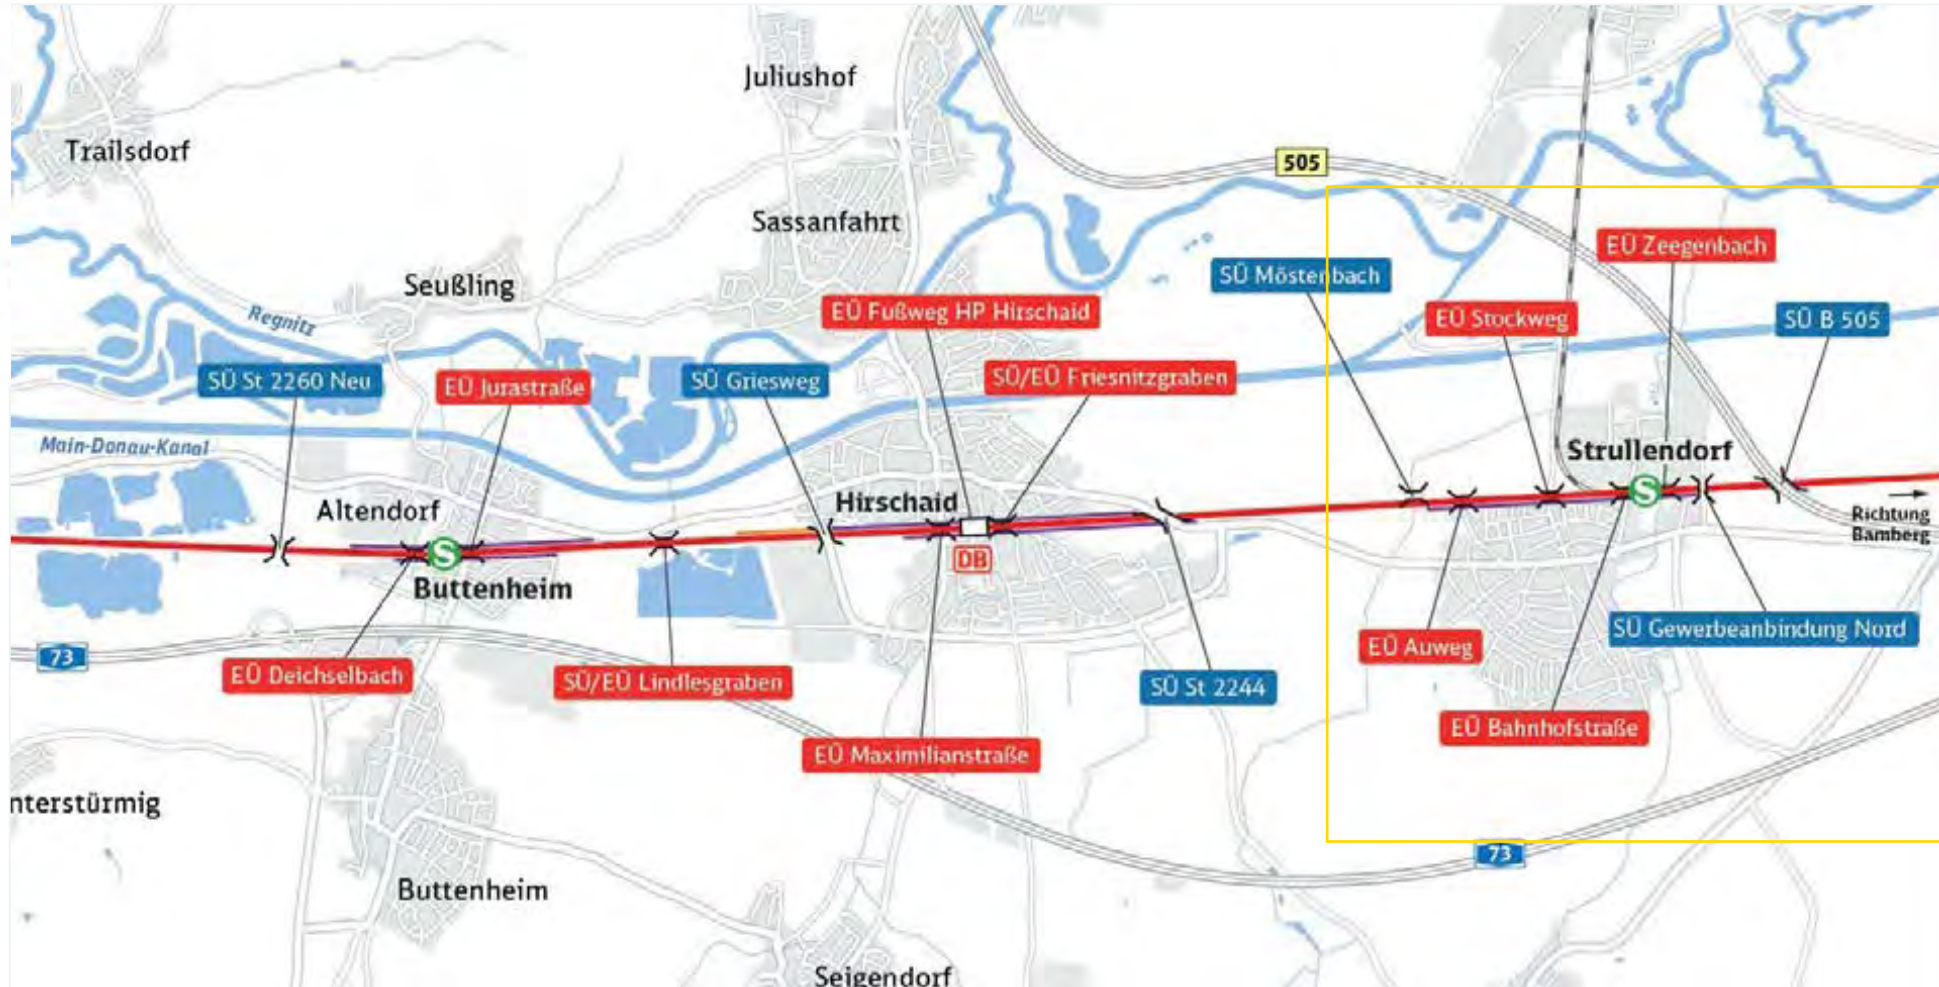 Juliushof
Trailsdorf
505
Sassanfahrt
EÜ Zeegenbach
SÜ Möstenbach
Seußling
EÜ Fußweg HP Hirschaid
EÜ Stockweg
SÜ B 505
Regnitz
SÜ St 2260 Neu
EÜ Jurastraße
SÜ Griesweg
SÜ/EÜ Friesnitzgraben
Main-Donau-Kanal
Strullendorf
S
Altendorf
Hirschaid
Richtung
Bamberg
S
DB
Buttenheim
73
EÜ Deichselbach
SÜ/EÜ Lindlesgraben
SÜ St 2244
EÜ Auweg
SÜ Gewerbeanbindung Nord
EÜ Maximilianstraße
EÜ Bahnhofstraße
nterstürmig
73
Buttenheim
Seigendorf